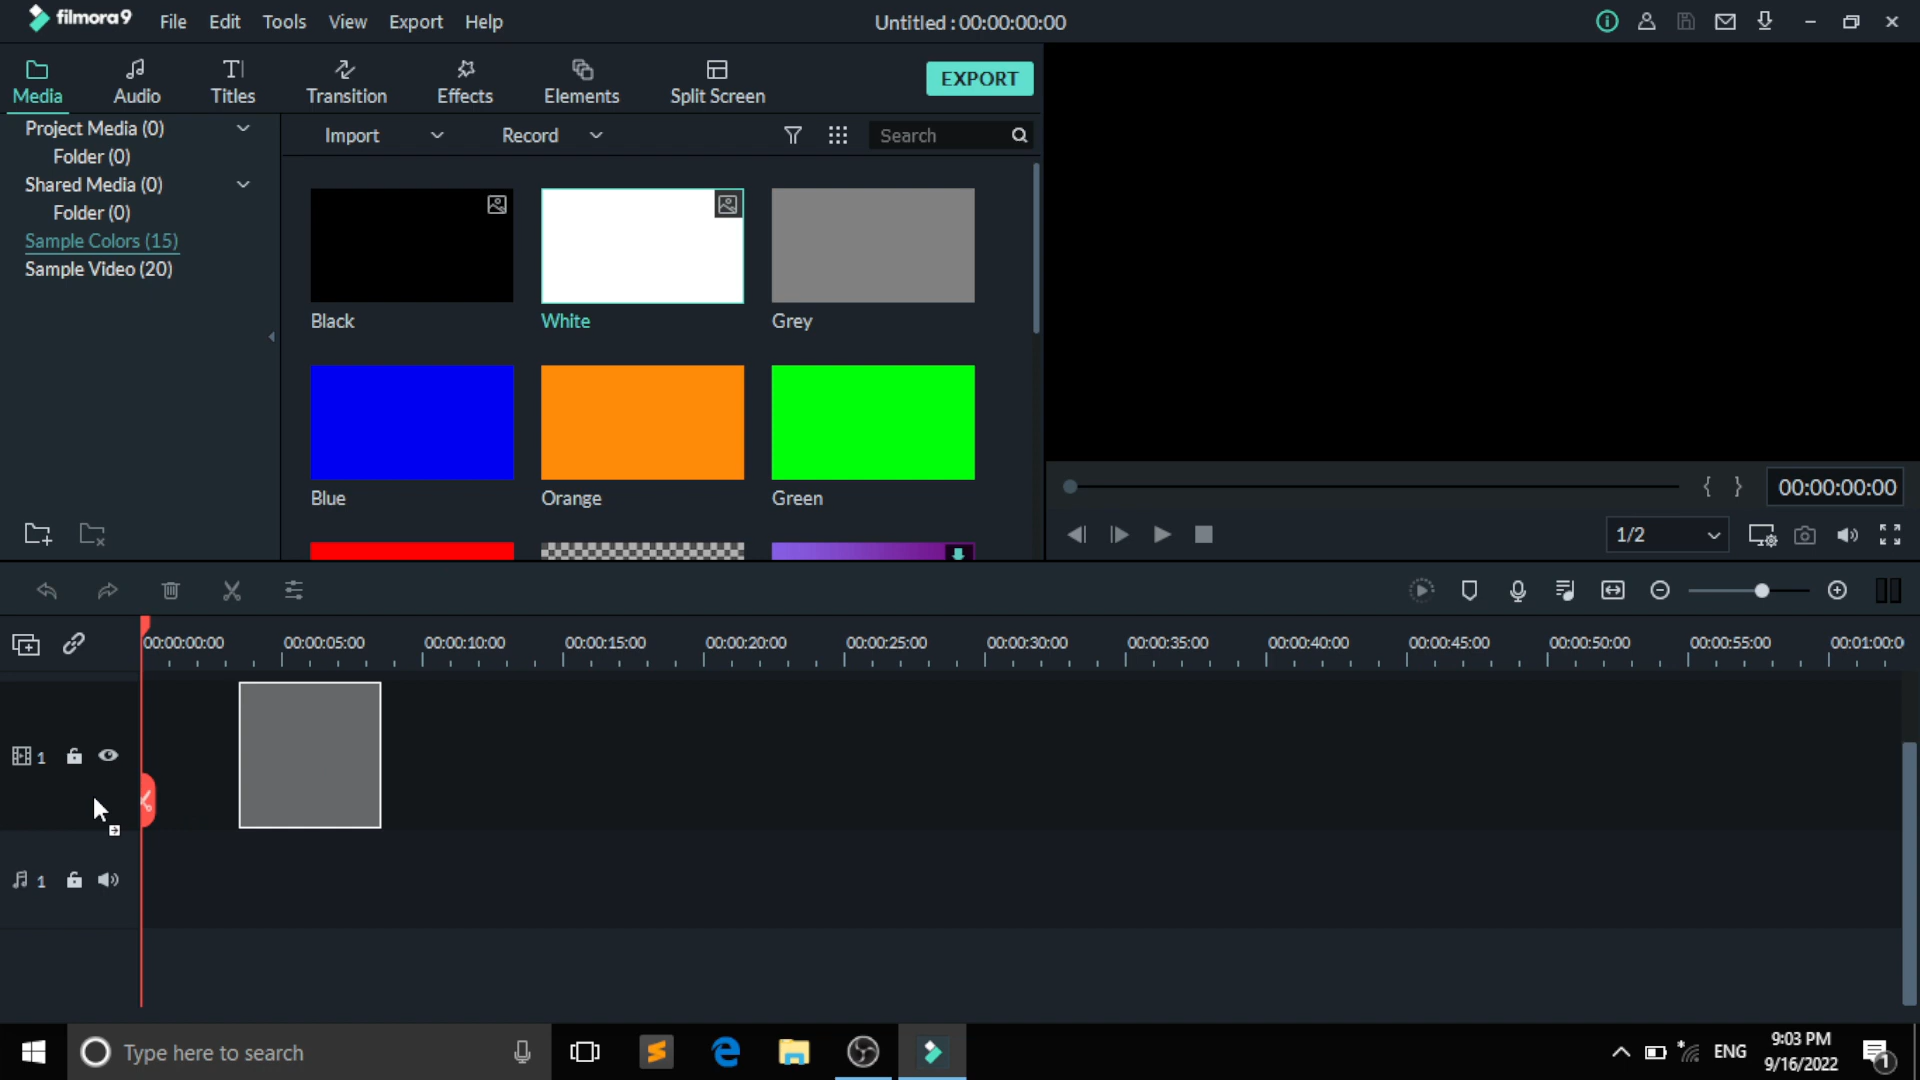 filmora9 File Edit Tools View Export Help Untitled : 00:00:00:00
Media Audio Titles Transition Effects Elements Split Screen EXPORT
Project Media (0)
Folder (0)
Shared Media (0)
Folder (0)
Sample Colors (15)
Sample Video (20)
Import Record Search
Black White Grey
Blue Orange Green
00:00:00:00
1/2
00:00:00:00 00:00:05:00 00:00:10:00 00:00:15:00 00:00:20:00 00:00:25:00 00:00:30:00 00:00:35:00 00:00:40:00 00:00:45:00 00:00:50:00 00:00:55:00 00:01:00:0
1
1
Type here to search
ENG
9:03 PM
9/16/2022
1